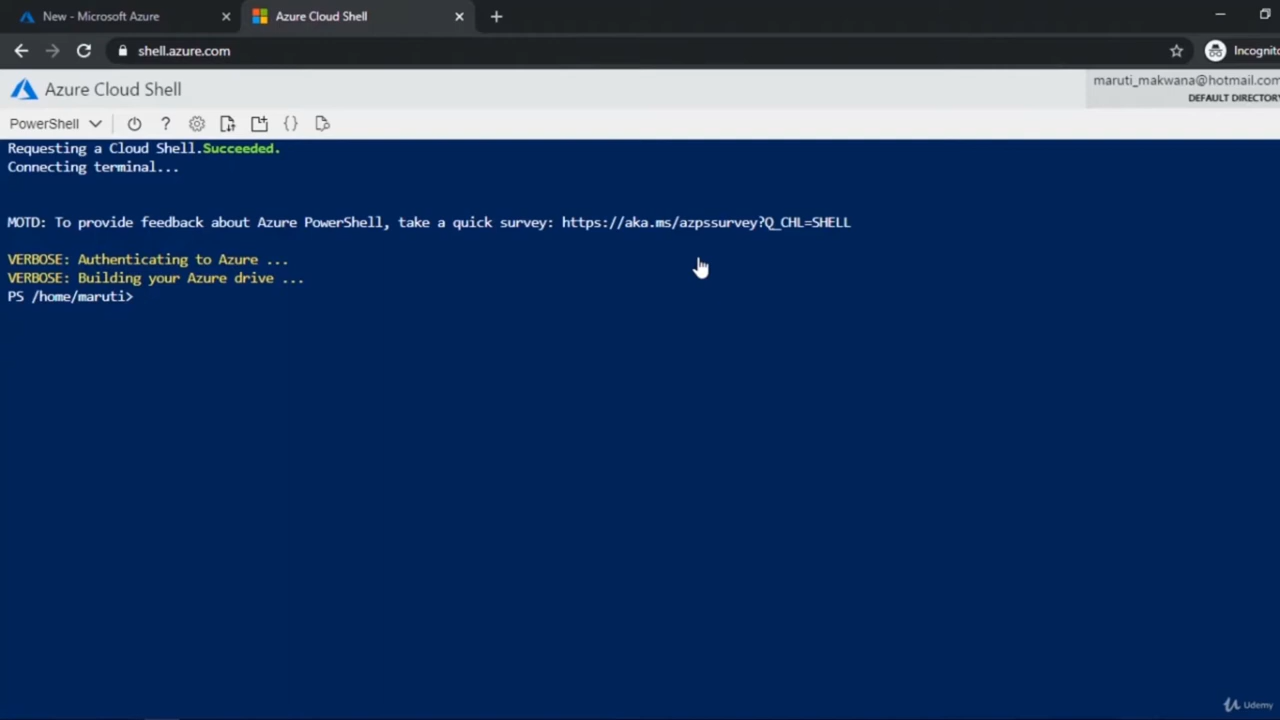 New - Microsoft Azure
Azure Cloud Shell
shell.azure.com
Incognito
Azure Cloud Shell
maruti_makwana@hotmail.com
DEFAULT DIRECTORY
PowerShell
?
{}
Requesting a Cloud Shell.Succeeded.
Connecting terminal...
MOTD: To provide feedback about Azure PowerShell, take a quick survey: https://aka.ms/azpssurvey?Q_CHL=SHELL
VERBOSE: Authenticating to Azure ...
VERBOSE: Building your Azure drive ...
PS /home/maruti>
Udemy